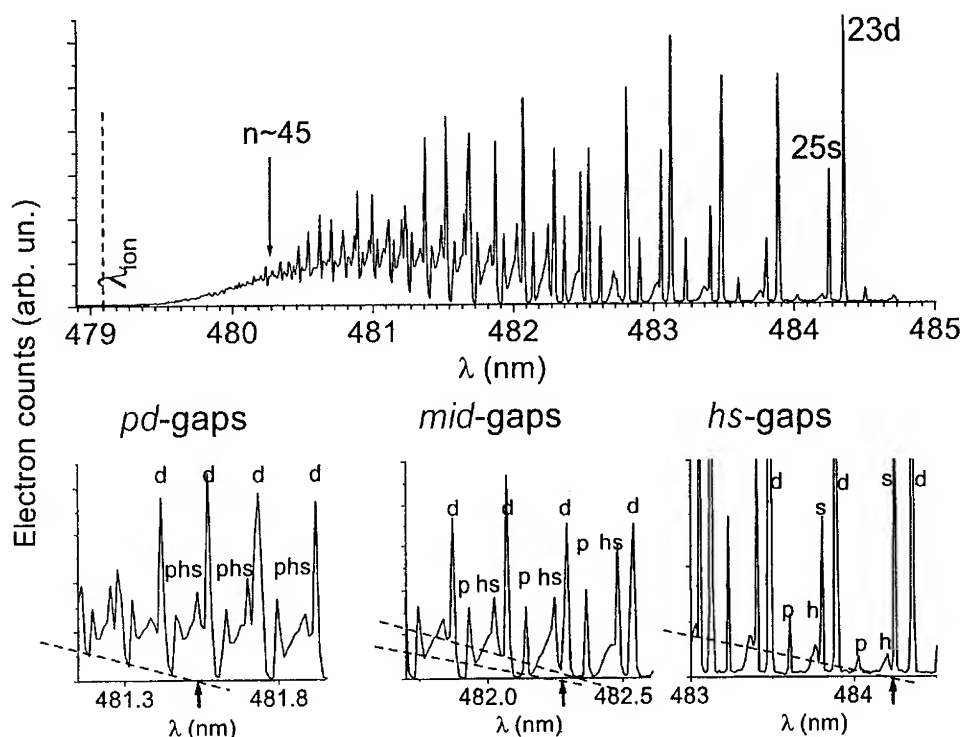 23d
n~45
25s
λion
479 480 481 482 483 484 485
λ (nm)
Electron counts (arb. un.)
pd-gaps mid-gaps hs-gaps
d d d d
phs phs phs
481.3 481.8
λ (nm)
d d d d
p hs p hs p hs
482.0 482.5
λ (nm)
d s d s d
p h p h
483 484
λ (nm)